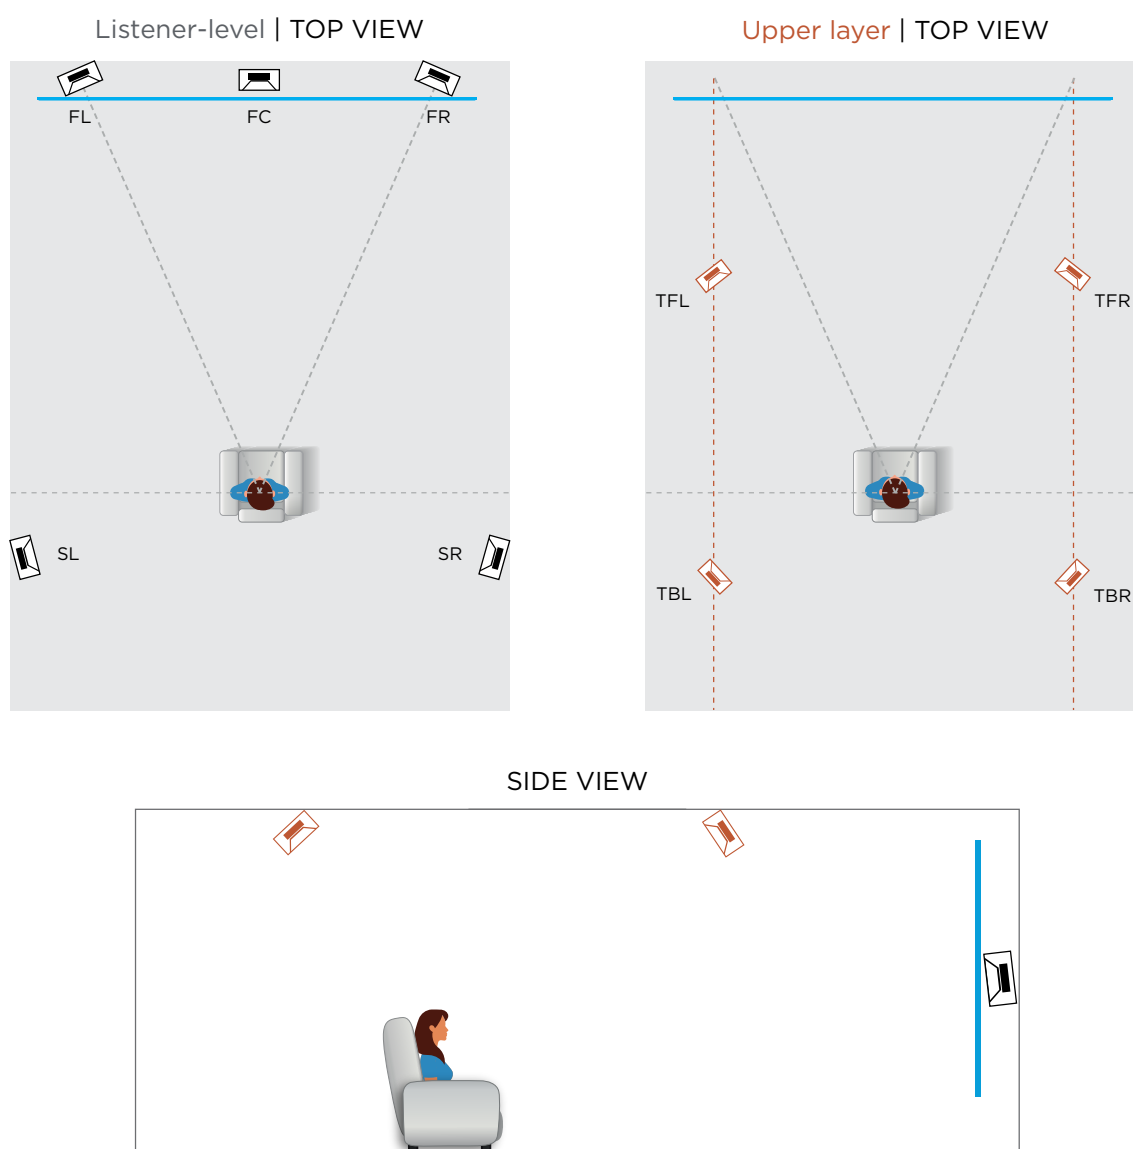 Listener-level | TOP VIEW
FL
FC
FR
SL
SR
Upper layer | TOP VIEW
TFL
TFR
TBL
TBR
SIDE VIEW